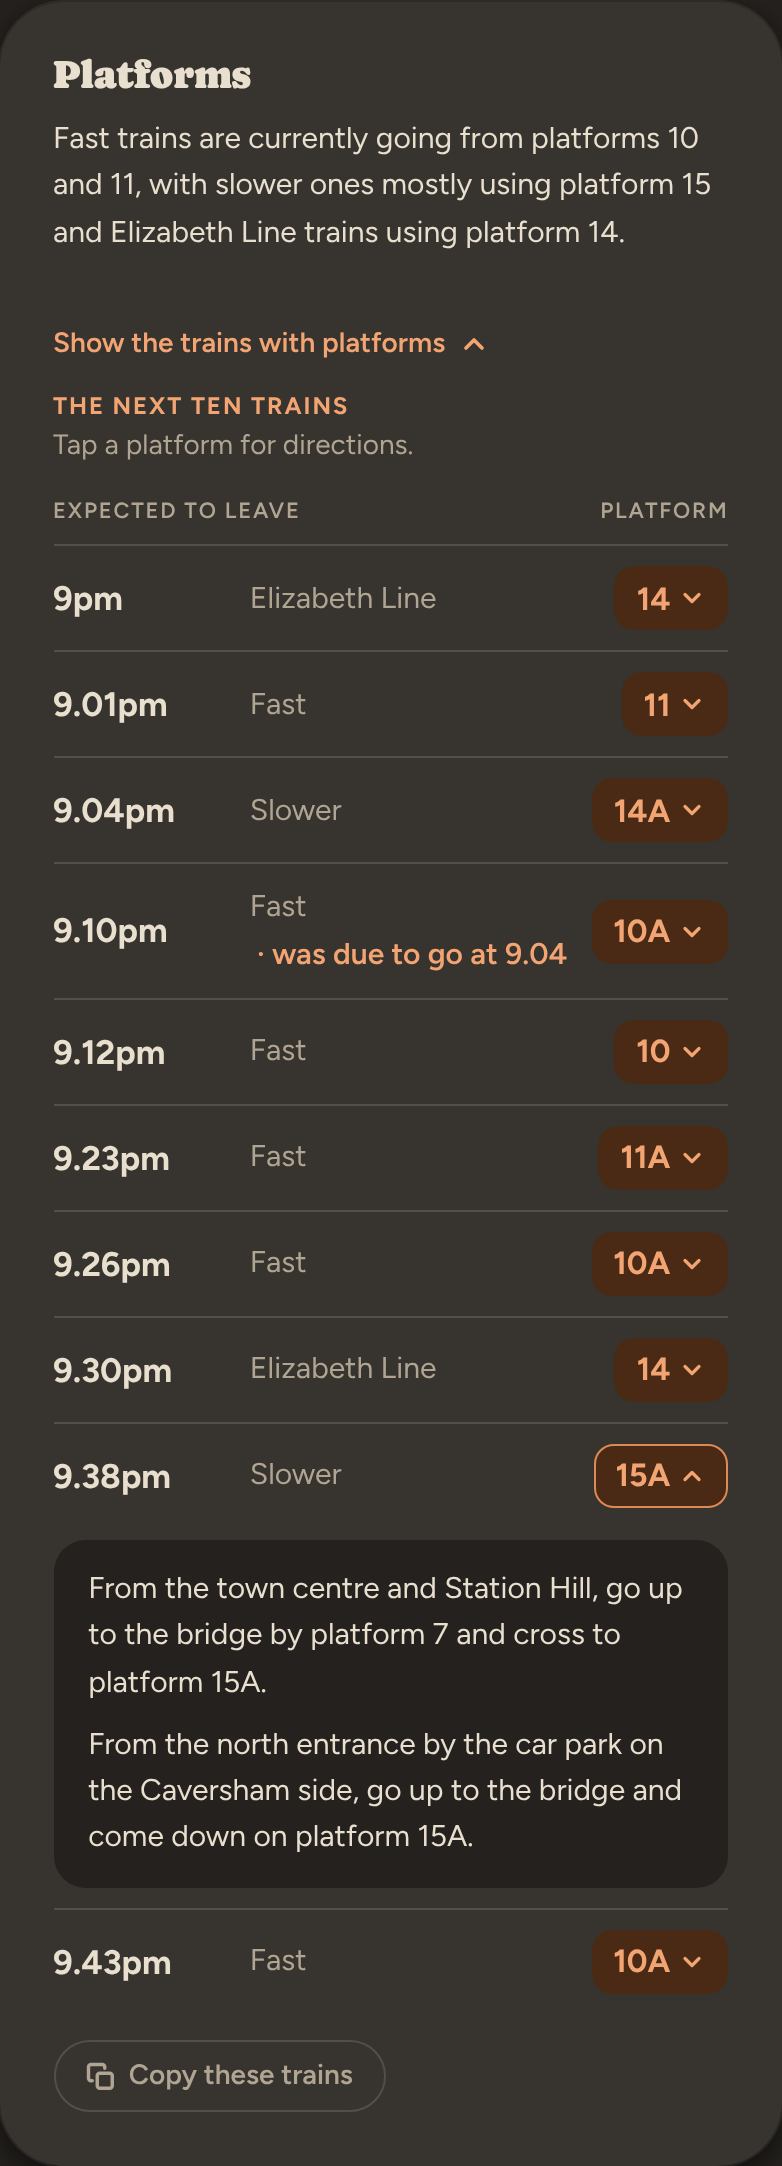 Platforms
Fast trains are currently going from platforms 10
and 11, with slower ones mostly using platform 15
and Elizabeth Line trains using platform 14.
Show the trains with platforms
THE NEXT TEN TRAINS
Tap a platform for directions.
EXPECTED TO LEAVE PLATFORM
9pm Elizabeth Line 14
9.01pm Fast 11
9.04pm Slower 14A
9.10pm Fast 10A
· was due to go at 9.04
9.12pm Fast 10
9.23pm Fast 11A
9.26pm Fast 10A
9.30pm Elizabeth Line 14
9.38pm Slower 15A
From the town centre and Station Hill, go up
to the bridge by platform 7 and cross to
platform 15A.
From the north entrance by the car park on
the Caversham side, go up to the bridge and
come down on platform 15A.
9.43pm Fast 10A
Copy these trains